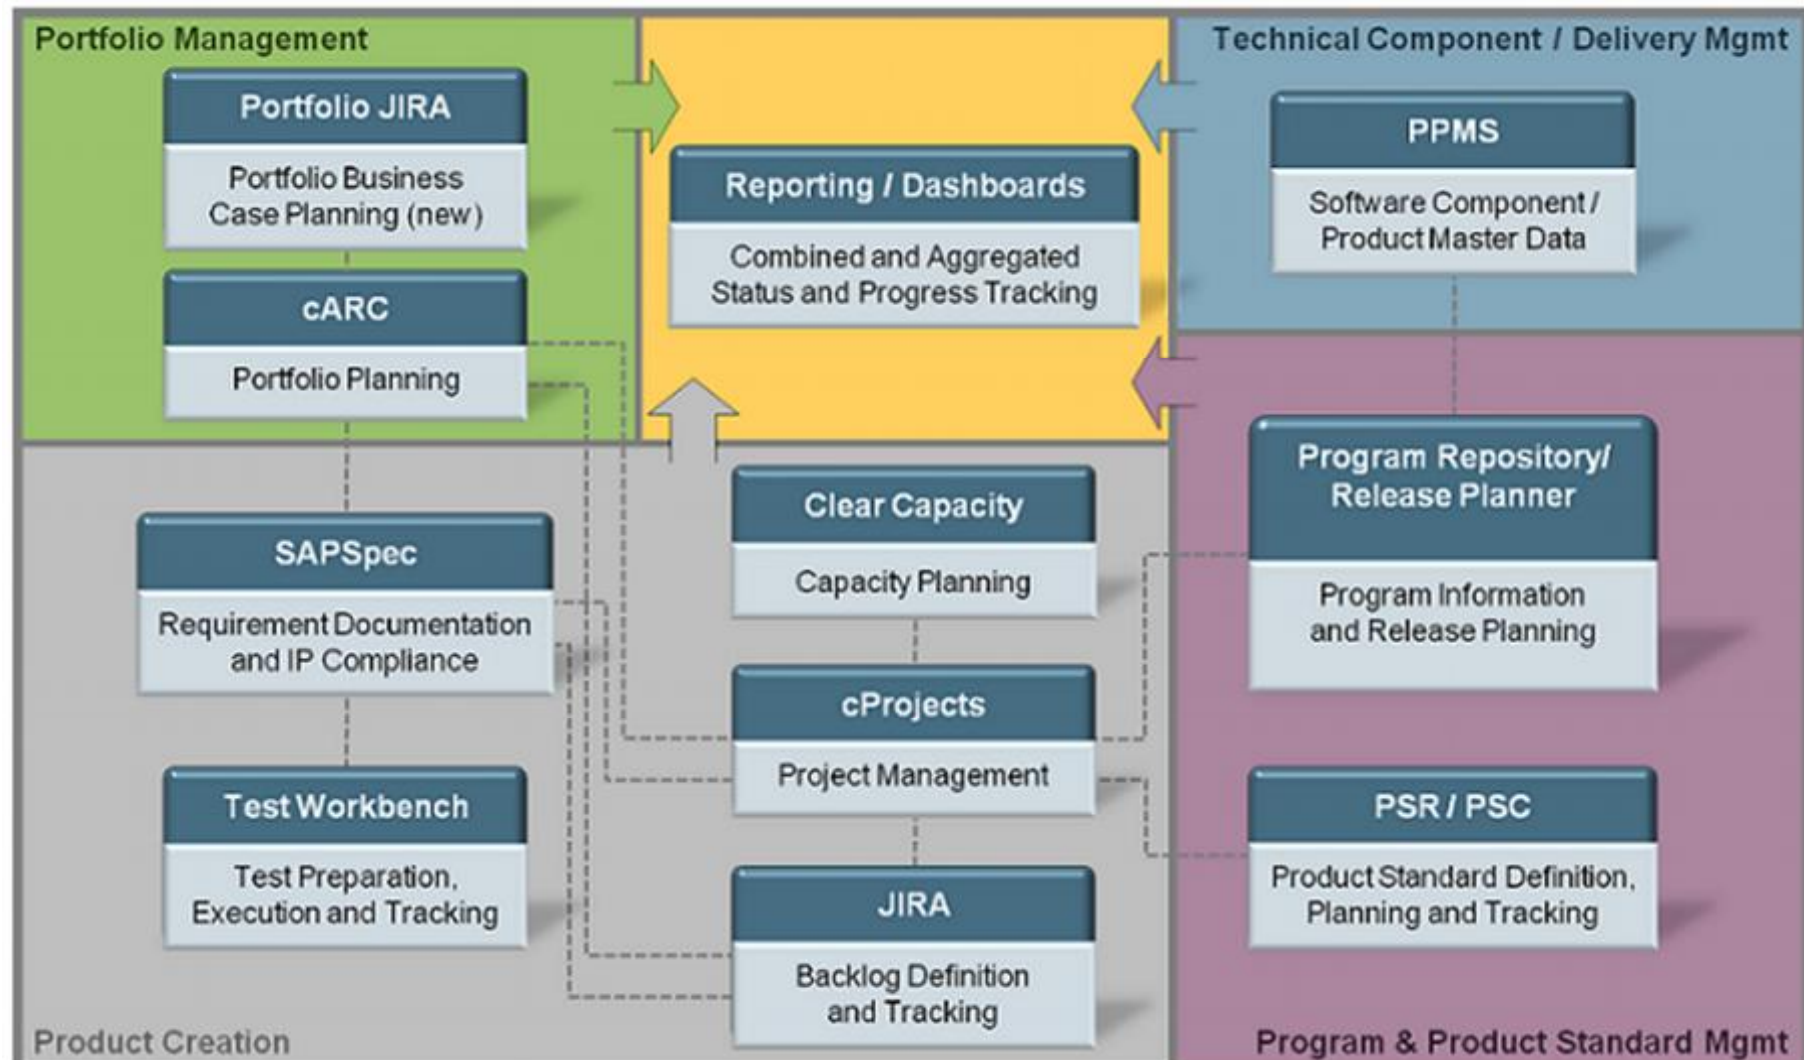 Portfolio Management
Portfolio JIRA
Portfolio Business
Case Planning (new)
cARC
Portfolio Planning
Reporting / Dashboards
Combined and Aggregated
Status and Progress Tracking
Technical Component / Delivery Mgmt
PPMS
Software Component /
Product Master Data
SAPSpec
Requirement Documentation
and IP Compliance
Test Workbench
Test Preparation,
Execution and Tracking
Clear Capacity
Capacity Planning
cProjects
Project Management
JIRA
Backlog Definition
and Tracking
Product Creation
Program Repository/
Release Planner
Program Information
and Release Planning
PSR / PSC
Product Standard Definition,
Planning and Tracking
Program & Product Standard Mgmt